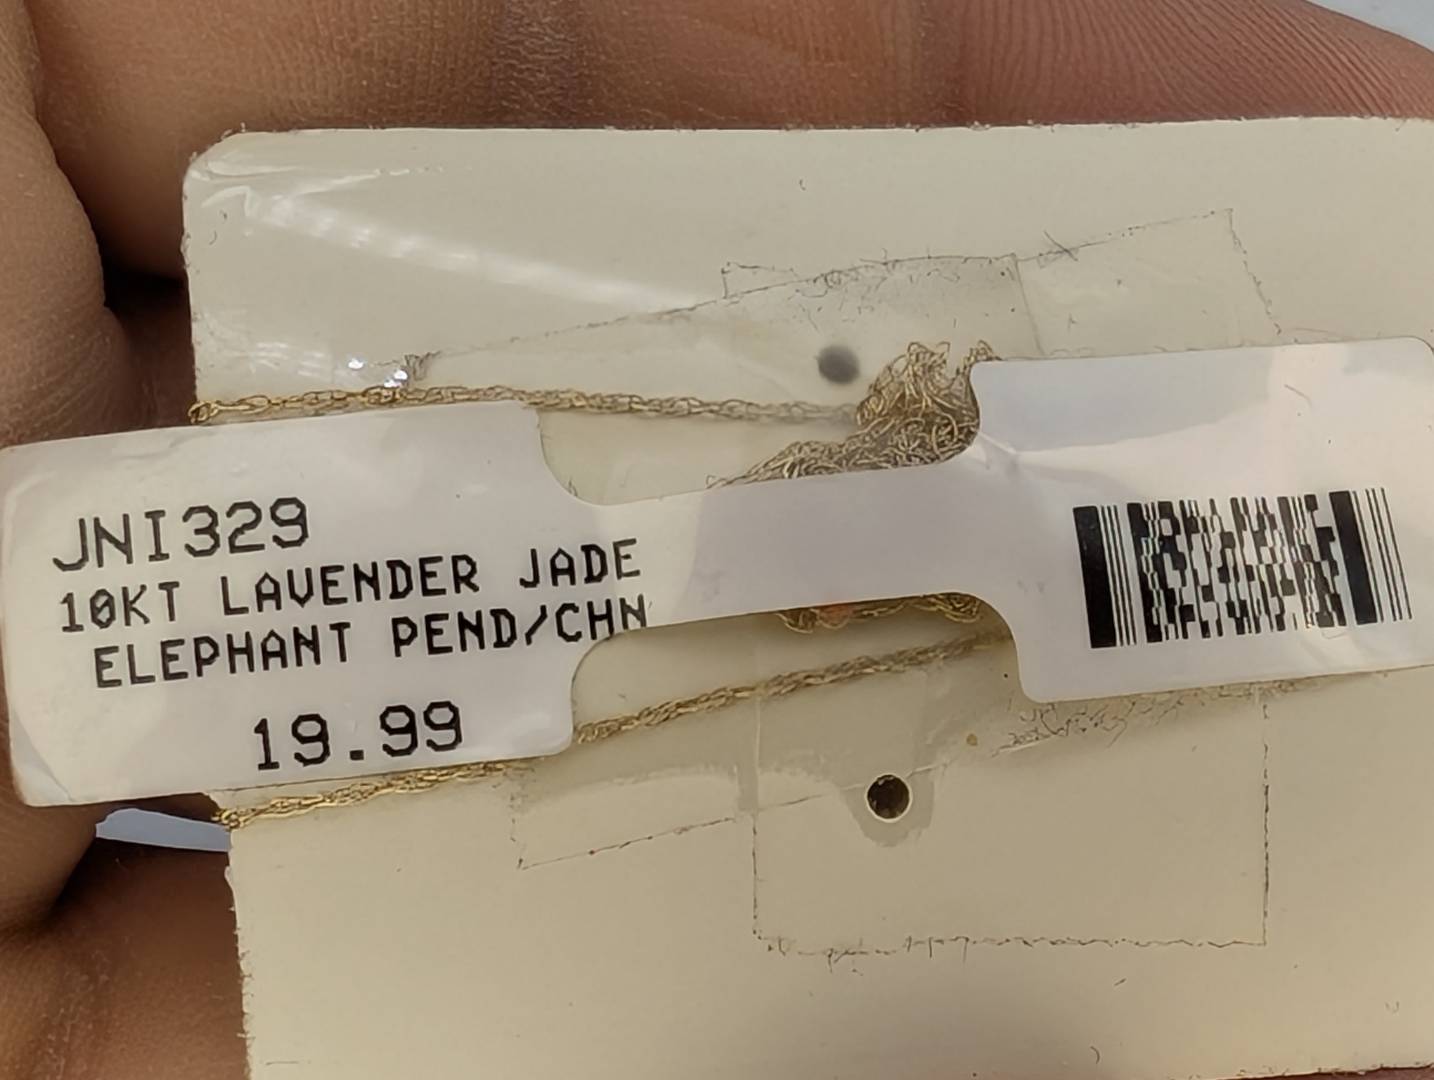 JNI329
10KT LAVENDER JADE
ELEPHANT PEND/CHN
19.99